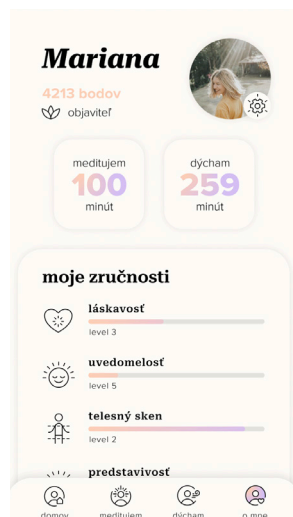 Mariana
4213 bodov
objaviteľ
meditujem
100
minút
dýcham
259
minút
moje zručnosti
láskavosť
level 3
uvedomelosť
level 5
telesný sken
level 2
predstavivosť
domov
meditujem
dýcham
o mne